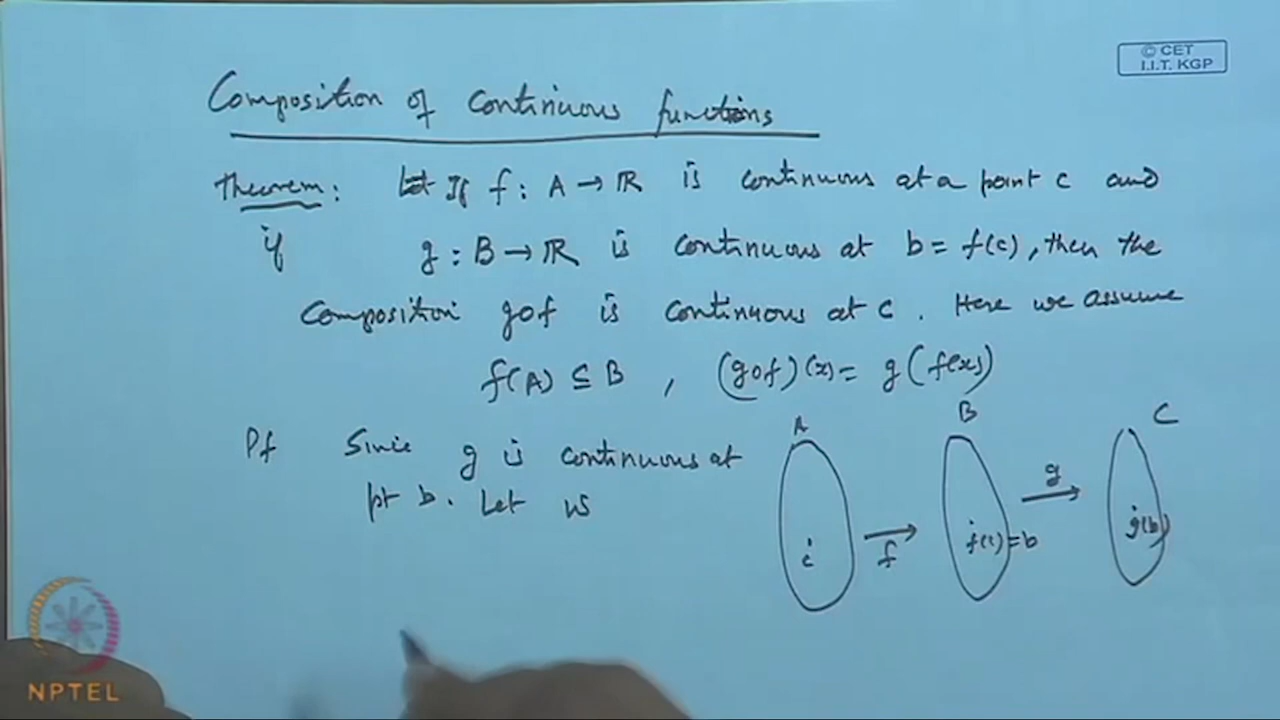 © CET
I.I.T. KGP
Composition of Continuous functions
Theorem: If f : A → ℝ is continuous at a point c and
if g : B → ℝ is continuous at b = f(c), then the
Composition gof is continuous at c. Here we assume
f(A) ⊆ B , (gof)(x) = g(f(x))
Pf Since g is continuous at
pt b. Let us
A B C
c f f(c)=b g g(b)
NPTEL